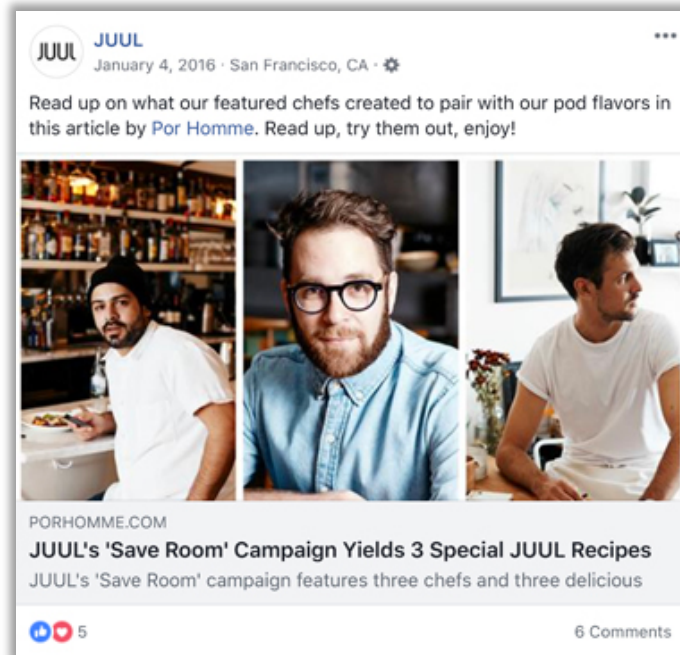 JUUL
JUUL
January 4, 2016 · San Francisco, CA ·
Read up on what our featured chefs created to pair with our pod flavors in
this article by Por Homme. Read up, try them out, enjoy!
PORHOMME.COM
JUUL's 'Save Room' Campaign Yields 3 Special JUUL Recipes
JUUL's 'Save Room' campaign features three chefs and three delicious
5
6 Comments